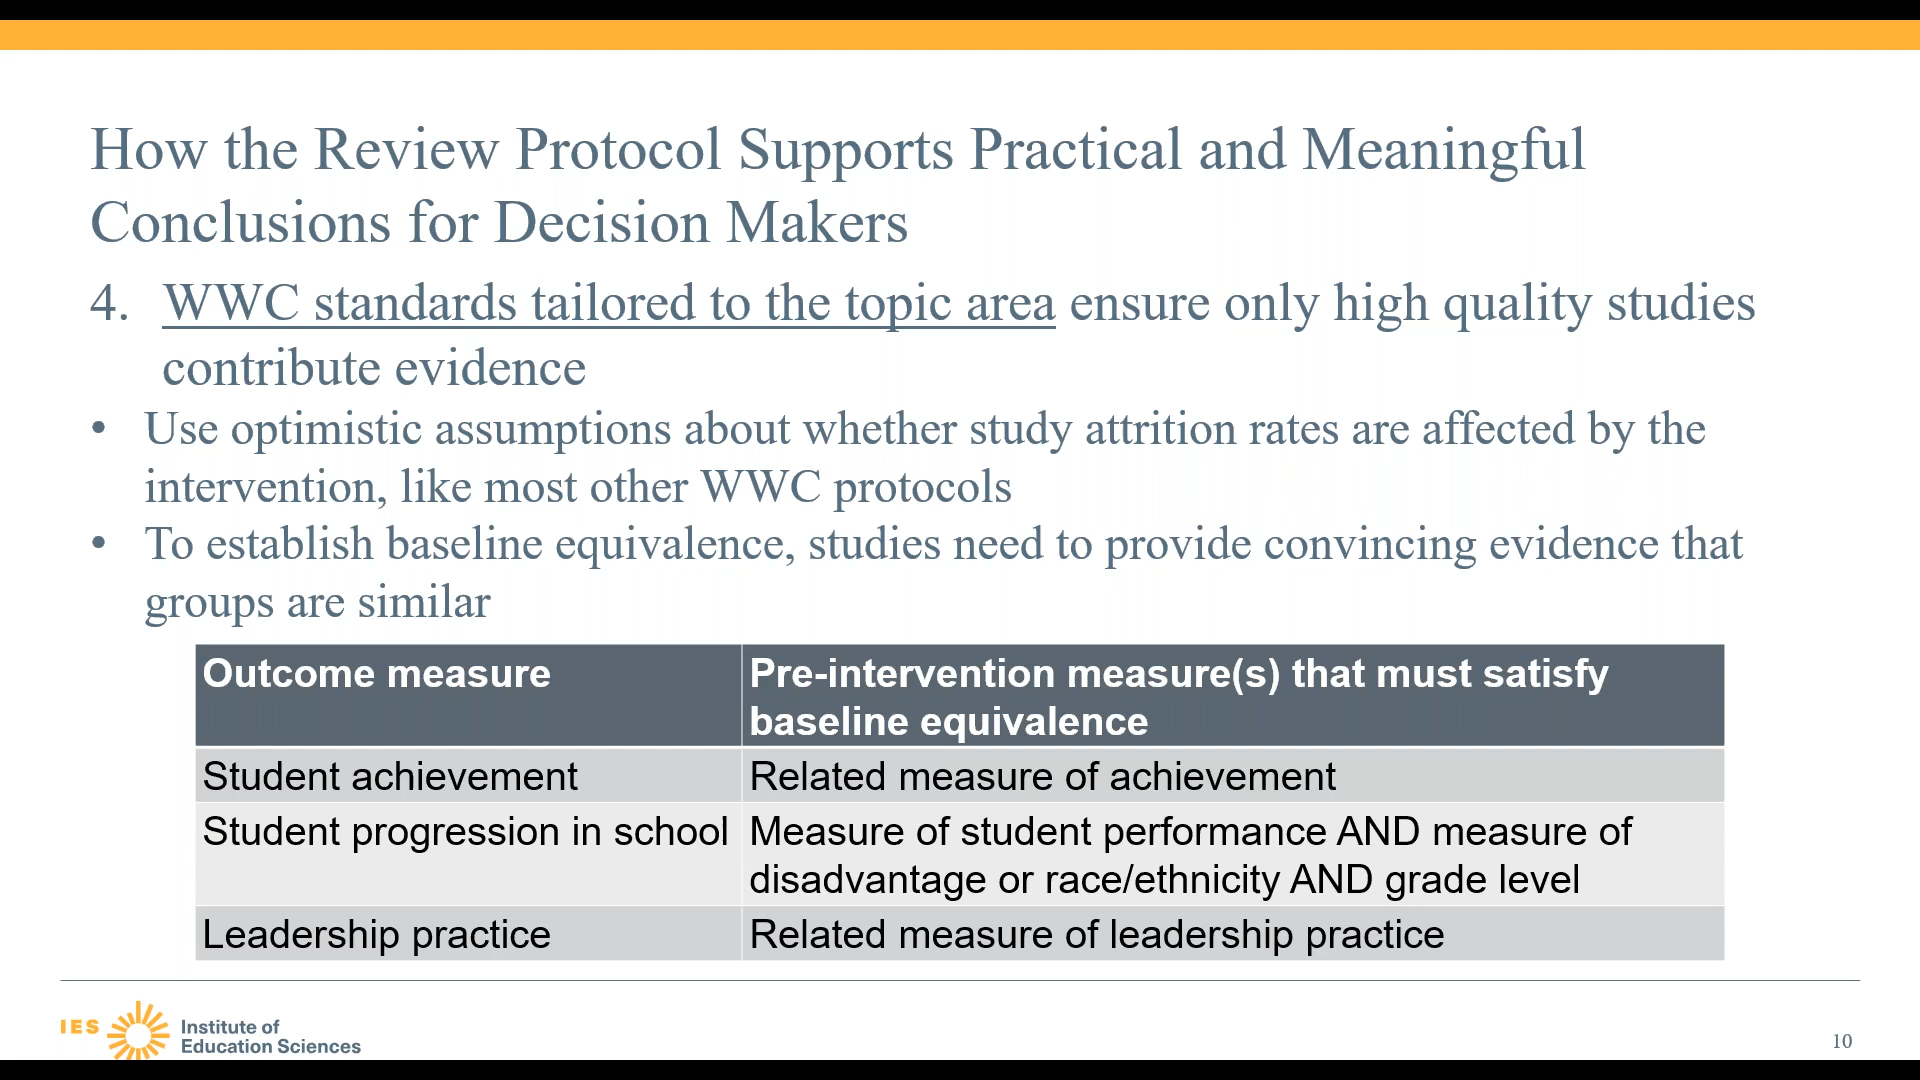 How the Review Protocol Supports Practical and Meaningful
Conclusions for Decision Makers
4. WWC standards tailored to the topic area ensure only high quality studies
contribute evidence
• Use optimistic assumptions about whether study attrition rates are affected by the
intervention, like most other WWC protocols
• To establish baseline equivalence, studies need to provide convincing evidence that
groups are similar
Outcome measure
Pre-intervention measure(s) that must satisfy
baseline equivalence
Student achievement
Related measure of achievement
Student progression in school
Measure of student performance AND measure of
disadvantage or race/ethnicity AND grade level
Leadership practice
Related measure of leadership practice
IES
Institute of
Education Sciences
10